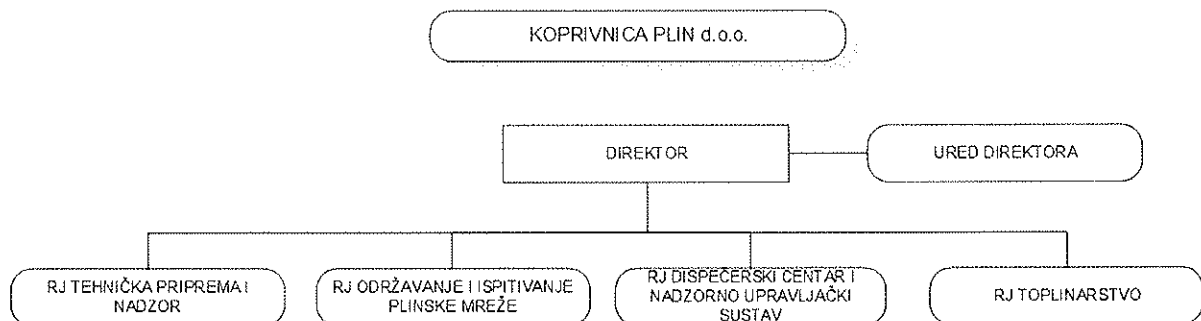 KOPRIVNICA PLIN d.o.o.
DIREKTOR
URED DIREKTORA
RJ TEHNIČKA PRIPREMA I
NADZOR
RJ ODRŽAVANJE I ISPITIVANJE
PLINSKE MREŽE
RJ DISPEČERSKI CENTAR I
NADZORNO UPRAVLJAČKI
SUSTAV
RJ TOPLINARSTVO